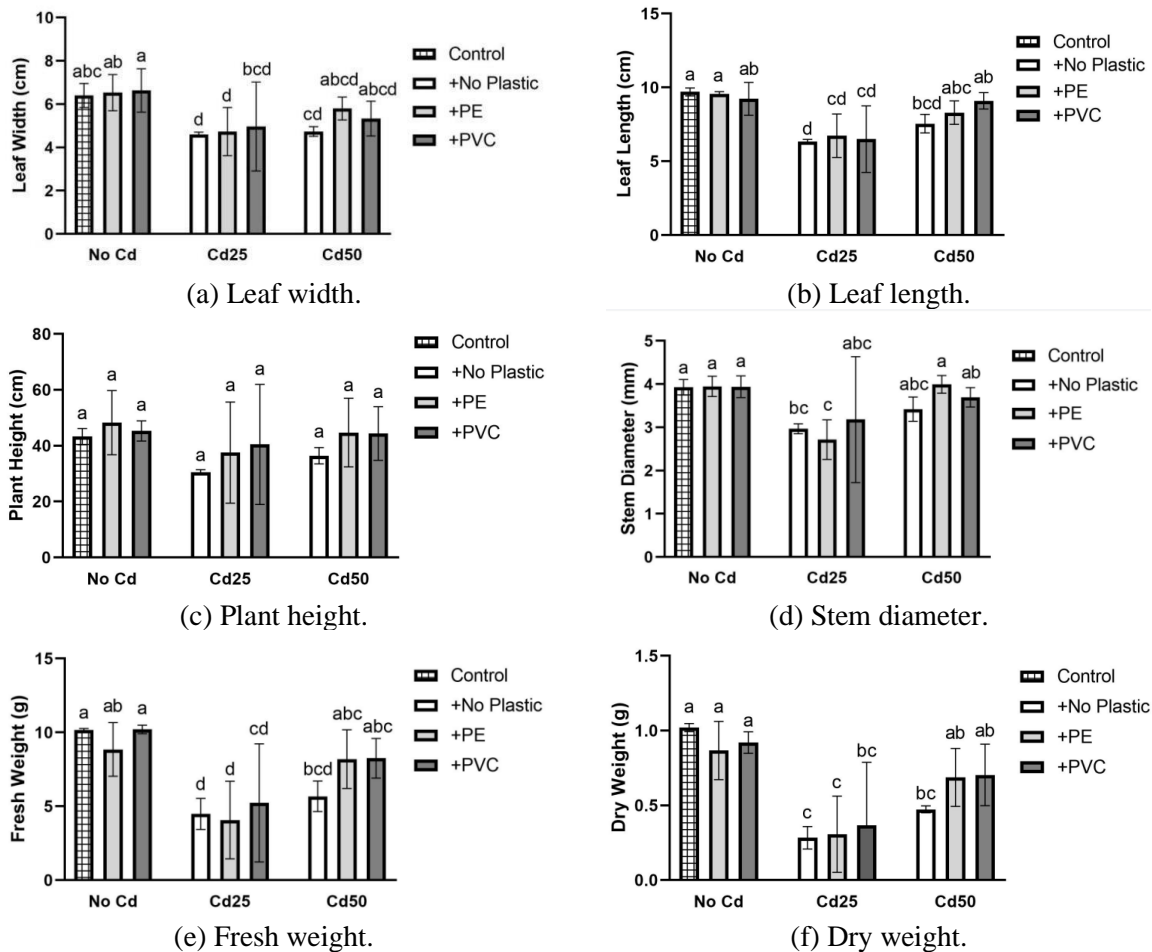 Leaf Width (cm)
10
8
6
4
2
0
abc ab a
d d bcd
cd abcd abcd
No Cd Cd25 Cd50
Control
+No Plastic
+PE
+PVC
(a) Leaf width.
Leaf Length (cm)
15
10
5
0
a a ab
d cd cd
bcd abc ab
No Cd Cd25 Cd50
Control
+No Plastic
+PE
+PVC
(b) Leaf length.
Plant Height (cm)
80
60
40
20
0
a a a
a a a
a a a
No Cd Cd25 Cd50
Control
+No Plastic
+PE
+PVC
(c) Plant height.
Stem Diameter (mm)
5
4
3
2
1
0
a a a
bc c abc
abc a ab
No Cd Cd25 Cd50
Control
+No Plastic
+PE
+PVC
(d) Stem diameter.
Fresh Weight (g)
15
10
5
0
a ab a
d d cd
bcd abc abc
No Cd Cd25 Cd50
Control
+No Plastic
+PE
+PVC
(e) Fresh weight.
Dry Weight (g)
1.5
1.0
0.5
0.0
a a a
c c bc
bc ab ab
No Cd Cd25 Cd50
Control
+No Plastic
+PE
+PVC
(f) Dry weight.